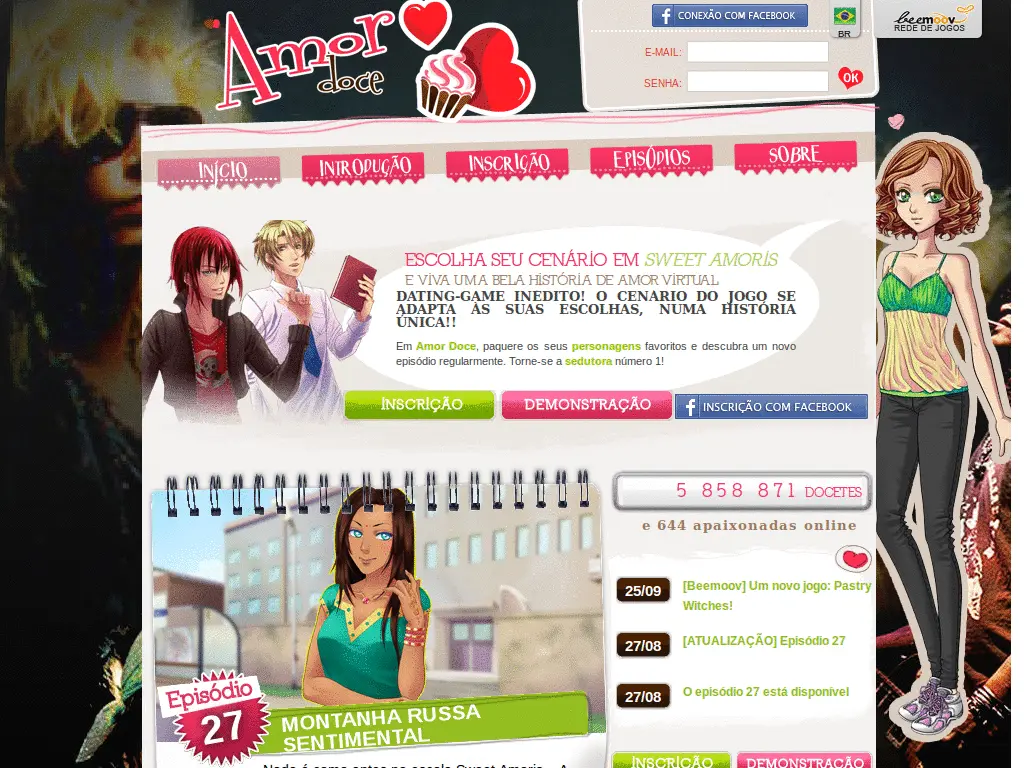 Amor
doce
CONEXÃO COM FACEBOOK
BR
beemoov
REDE DE JOGOS
E-MAIL:
SENHA:
OK
INÍCIO
INTRODUÇÃO
INSCRIÇÃO
EPISÓDIOS
SOBRE
ESCOLHA SEU CENÁRIO EM SWEET AMORIS
E VIVA UMA BELA HISTÓRIA DE AMOR VIRTUAL
DATING-GAME INEDITO! O CENARIO DO JOGO SE
ADAPTA ÀS SUAS ESCOLHAS, NUMA HISTÓRIA
ÚNICA!!
Em Amor Doce, paquere os seus personagens favoritos e descubra um novo
episódio regularmente. Torne-se a sedutora número 1!
INSCRIÇÃO
DEMONSTRAÇÃO
INSCRIÇÃO COM FACEBOOK
5 858 871 DOCETES
e 644 apaixonadas online
25/09
[Beemoov] Um novo jogo: Pastry
Witches!
27/08
[ATUALIZAÇÃO] Episódio 27
27/08
O episódio 27 está disponível
Episódio
27
MONTANHA RUSSA
SENTIMENTAL
INSCRIÇÃO
DEMONSTRAÇÃO
Nada é como antes na escola Sweet Amoris... A